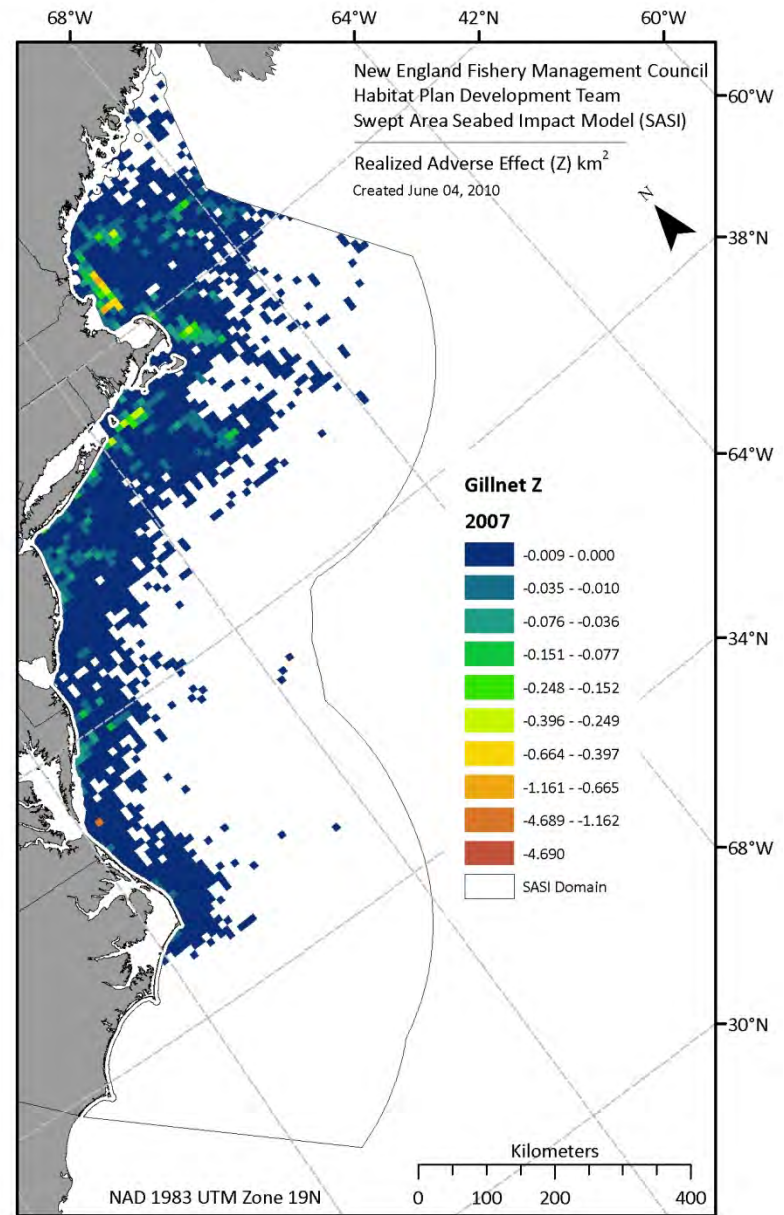 68°W
64°W
42°N
60°W
New England Fishery Management Council
Habitat Plan Development Team
Swept Area Seabed Impact Model (SASI)
Realized Adverse Effect (Z) km²
Created June 04, 2010
N
60°W
38°N
64°W
34°N
68°W
30°N
Gillnet Z
2007
-0.009 - 0.000
-0.035 - -0.010
-0.076 - -0.036
-0.151 - -0.077
-0.248 - -0.152
-0.396 - -0.249
-0.664 - -0.397
-1.161 - -0.665
-4.689 - -1.162
-4.690
SASI Domain
Kilometers
0 100 200 400
NAD 1983 UTM Zone 19N